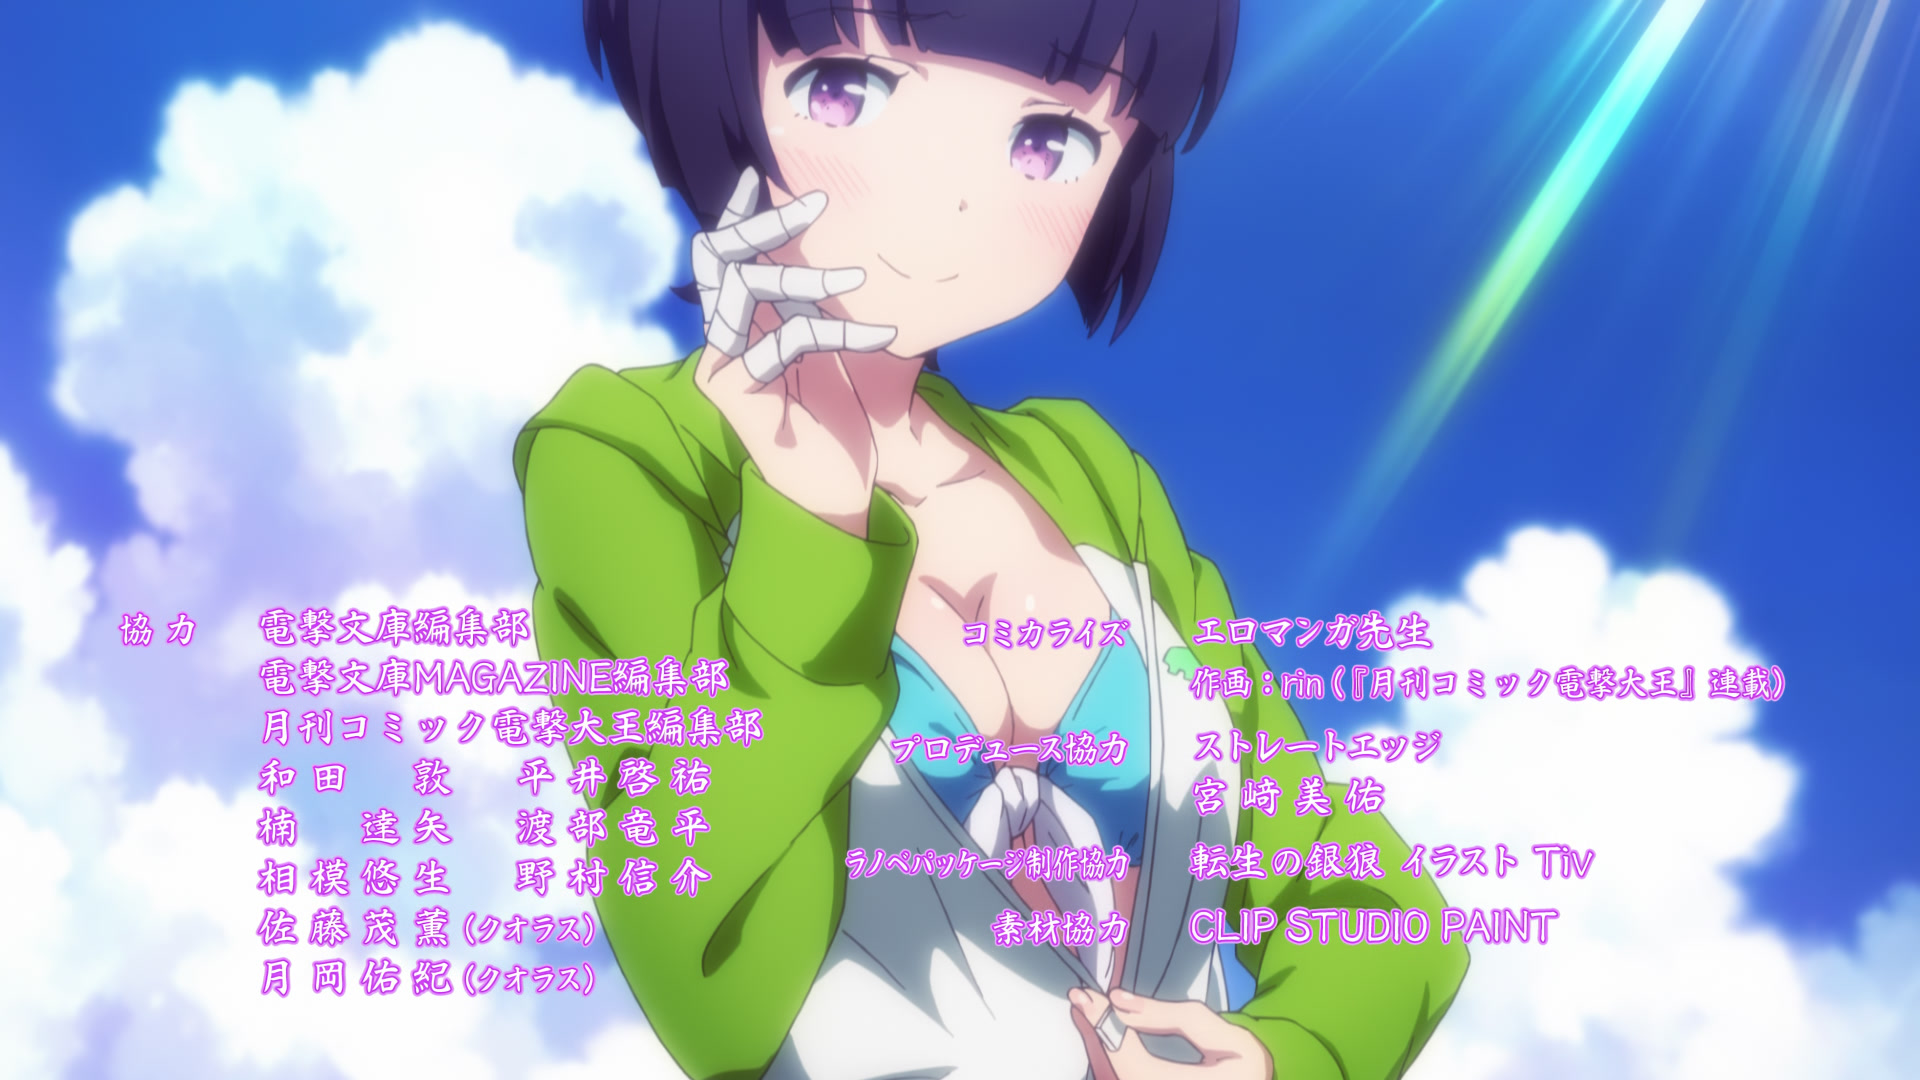 協力
電撃文庫編集部
電撃文庫MAGAZINE編集部
月刊コミック電撃大王編集部
和田 敦 平井啓祐
楠 達矢 渡部竜平
相模悠生 野村信介
佐藤茂薫(クオラス)
月岡佑紀(クオラス)
コミカライズ エロマンガ先生
作画:rin(『月刊コミック電撃大王』連載)
プロデュース協力 ストレートエッジ
宮﨑美佑
ラノベパッケージ制作協力 転生の銀狼 イラスト Tiv
素材協力 CLIP STUDIO PAINT